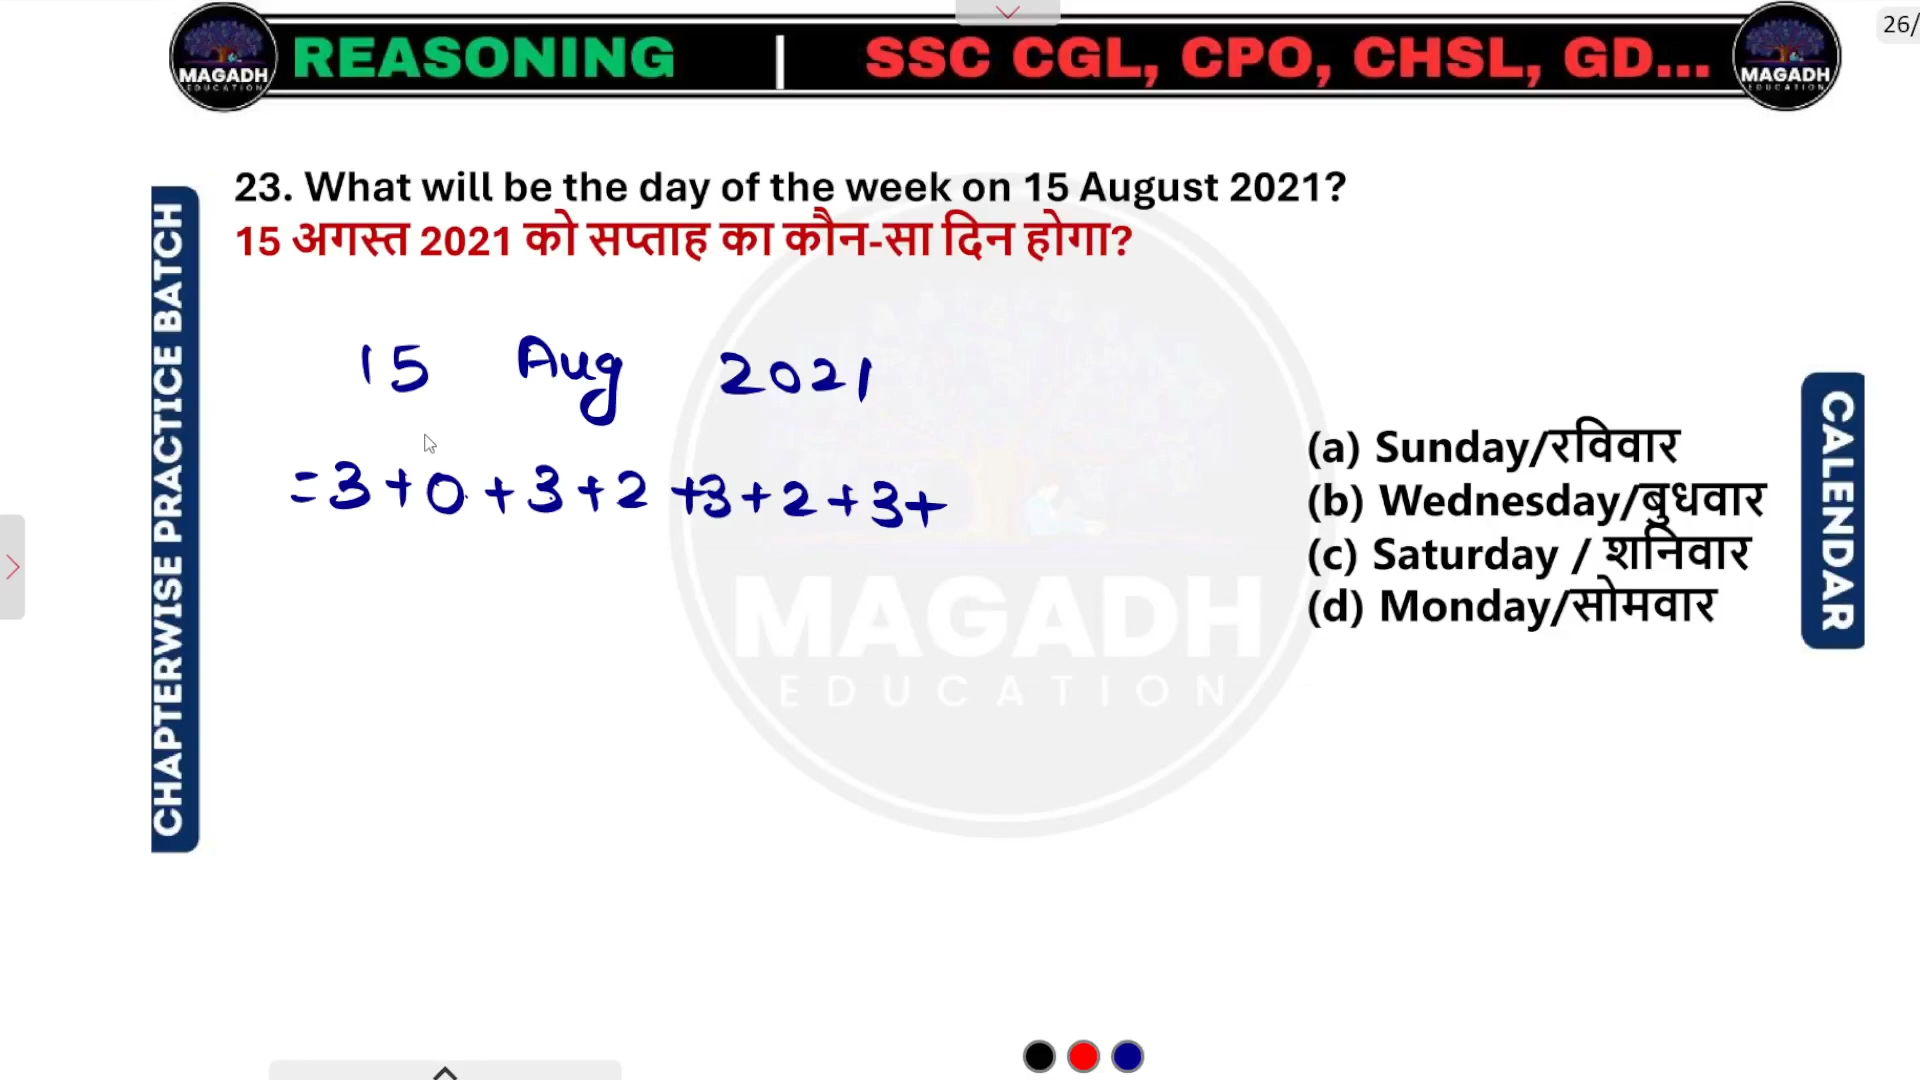 26/
MAGADH
EDUCATION
REASONING | SSC CGL, CPO, CHSL, GD...
MAGADH
EDUCATION
CHAPTERWISE PRACTICE BATCH
23. What will be the day of the week on 15 August 2021?
15 अगस्त 2021 को सप्ताह का कौन-सा दिन होगा?
15 Aug 2021
=3+0+3+2+3+2+3+
(a) Sunday/रविवार
(b) Wednesday/बुधवार
(c) Saturday / शनिवार
(d) Monday/सोमवार
CALENDAR
MAGADH
EDUCATION